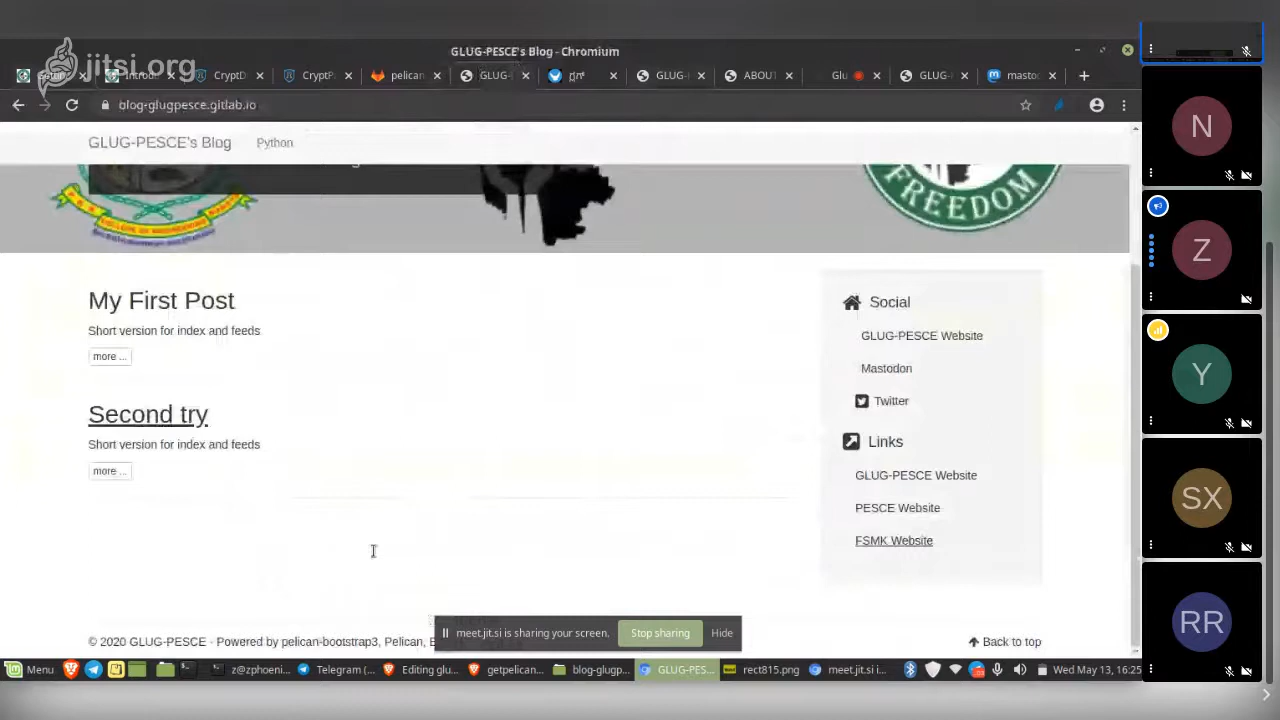 jitsi.org
GLUG-PESCE's Blog - Chromium
CryptD
CryptP
pelican
GLUG-
ABOUT
Glu
GLUG-
masto
blog-glugpesce.gitlab.io
GLUG-PESCE's Blog
Python
FREEDOM
My First Post
Short version for index and feeds
more ...
Second try
Short version for index and feeds
more ...
Social
GLUG-PESCE Website
Mastodon
Twitter
Links
GLUG-PESCE Website
PESCE Website
FSMK Website
meet.jit.si is sharing your screen.
Stop sharing
Hide
© 2020 GLUG-PESCE · Powered by pelican-bootstrap3, Pelican,
Back to top
Menu
z@zphoeni...
Telegram (...
Editing glu...
getpelican...
blog-glugp...
GLUG-PES...
rect815.png
meet.jit.si i...
Wed May 13, 16:25
N
Z
Y
SX
RR